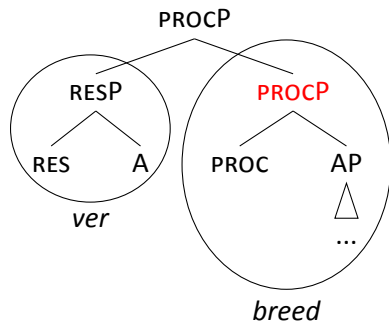 PROCP
RESP PROCP
RES A PROC AP
...
ver
breed